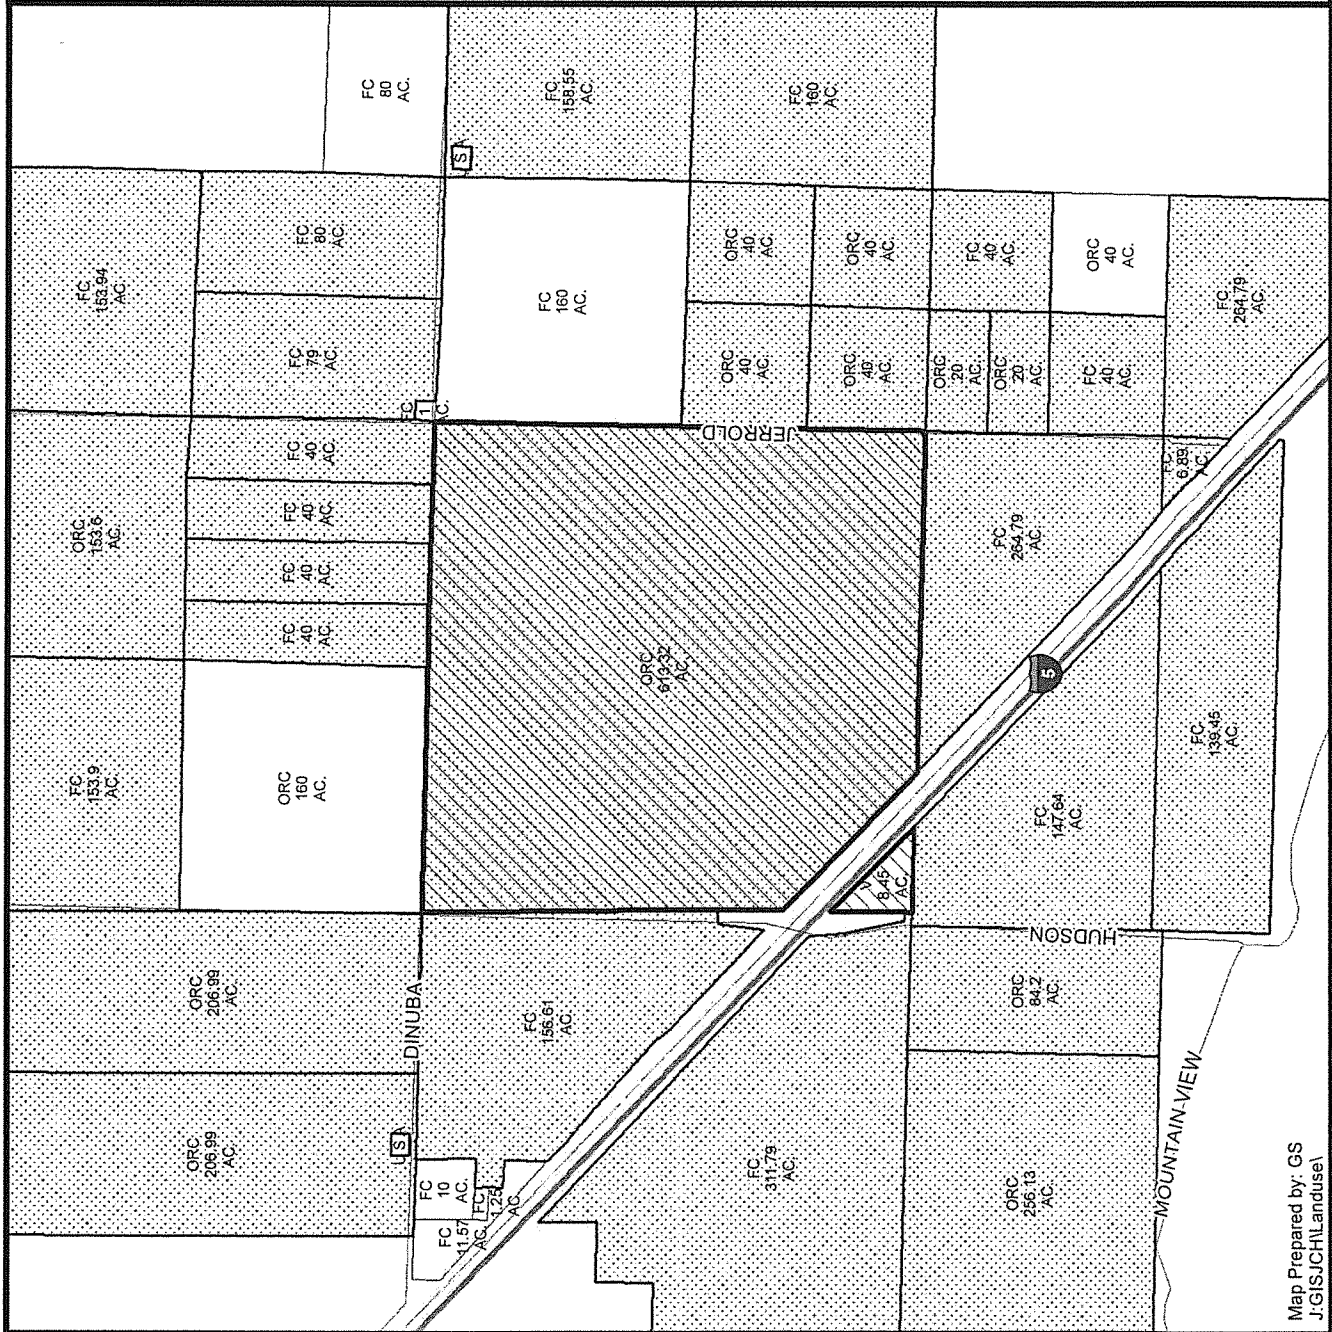 FC
80
AC.
FC
158.55
AC.
FC
160
AC.
S
FC
153.94
AC.
FC
80
AC.
FC
79
AC.
FC
1
AC.
FC
160
AC.
ORC
40
AC.
ORC
40
AC.
FC
40
AC.
ORC
40
AC.
FC
264.79
AC.
ORC
40
AC.
ORC
40
AC.
ORC
20
AC.
ORC
20
AC.
FC
40
AC.
JERROLD
ORC
153.6
AC.
FC
40
AC.
FC
40
AC.
FC
40
AC.
FC
40
AC.
FC
6.89
AC.
FC
264.79
AC.
ORC
613.32
AC.
5
FC
153.9
AC.
ORC
160
AC.
FC
139.45
AC.
FC
147.64
AC.
V
8.45
AC.
HUDSON
ORC
206.99
AC.
DINUBA
FC
156.61
AC.
ORC
84.2
AC.
ORC
206.99
AC.
S
FC
10
AC.
FC
1.25
AC.
FC
11.57
AC.
FC
311.79
AC.
ORC
256.13
AC.
MOUNTAIN-VIEW
Map Prepared by: GS
J:GISJCH\Landuse\